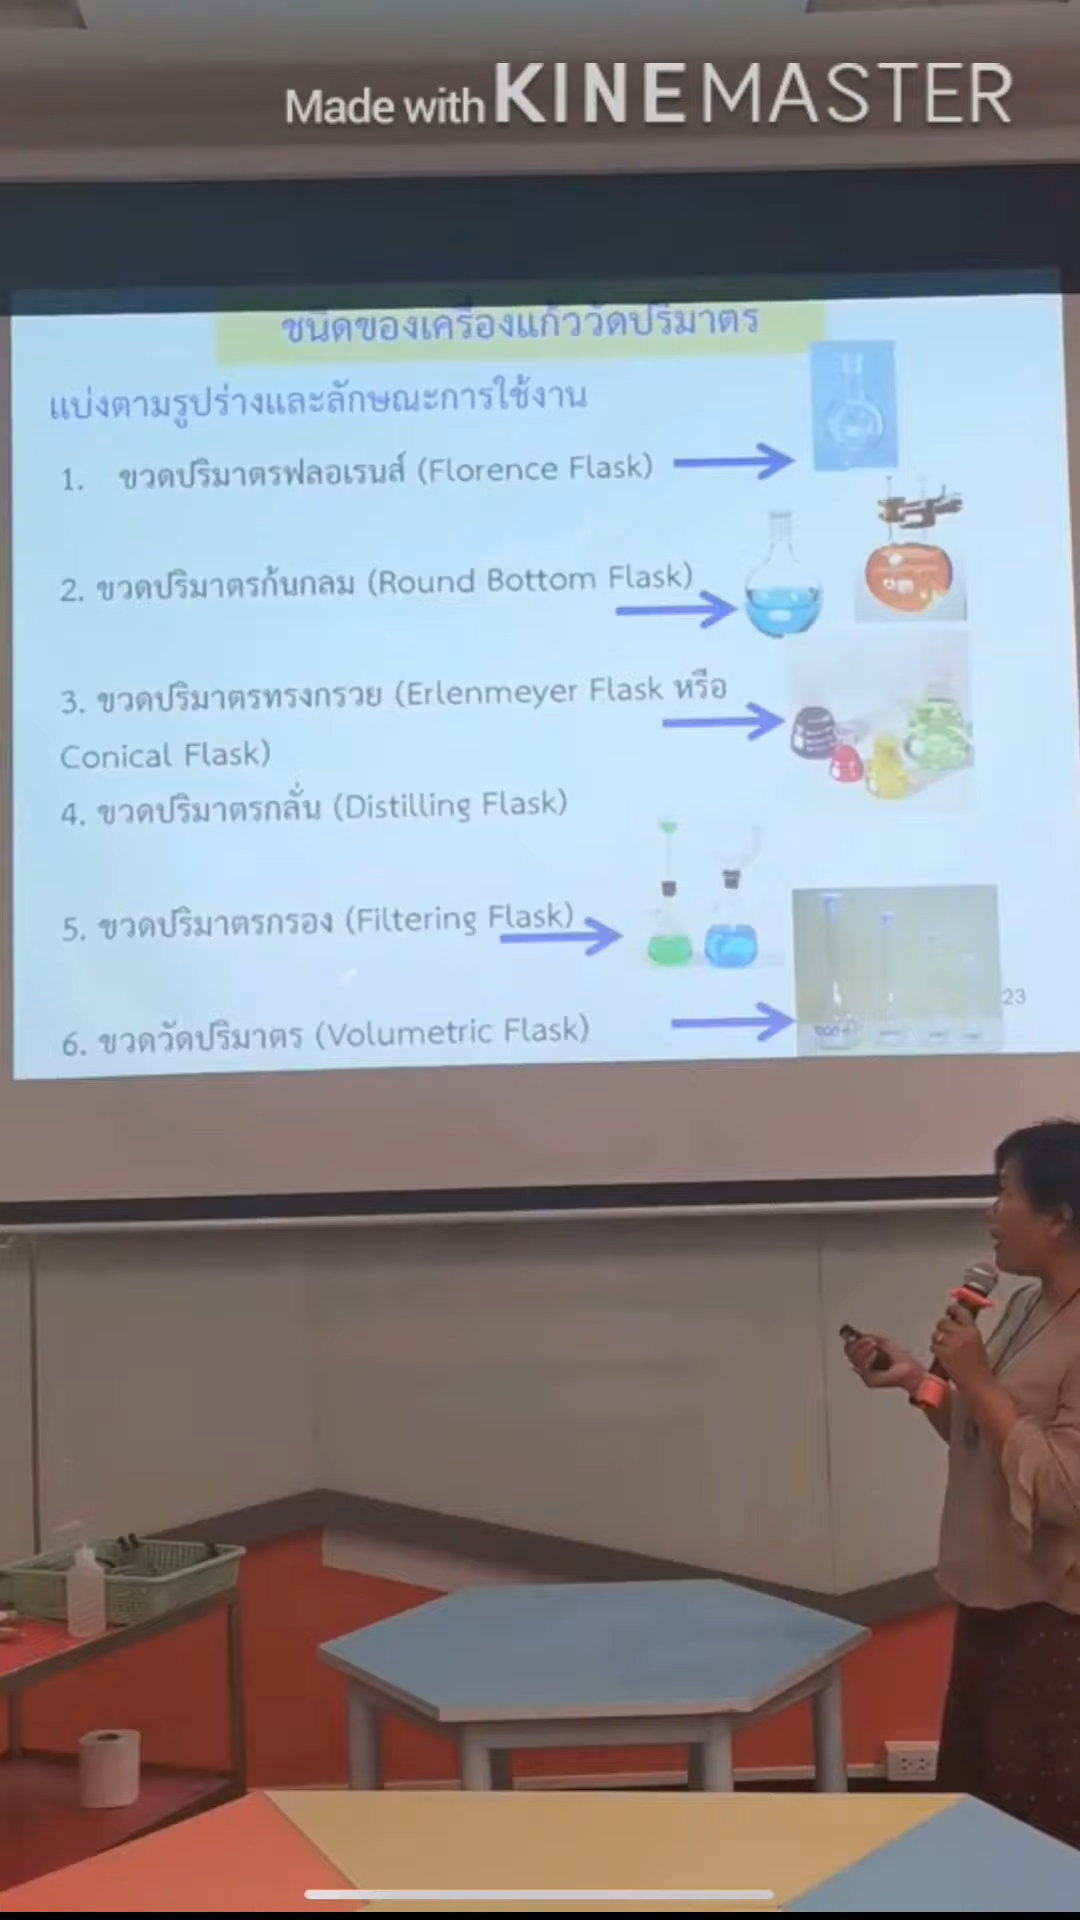 Made with KINEMASTER
ชนิดของเครื่องแก้ววัดปริมาตร
แบ่งตามรูปร่างและลักษณะการใช้งาน
1. ขวดปริมาตรฟลอเรนส์ (Florence Flask)
2. ขวดปริมาตรก้นกลม (Round Bottom Flask)
3. ขวดปริมาตรทรงกรวย (Erlenmeyer Flask หรือ
Conical Flask)
4. ขวดปริมาตรกลั่น (Distilling Flask)
5. ขวดปริมาตรกรอง (Filtering Flask)
23
6. ขวดวัดปริมาตร (Volumetric Flask)